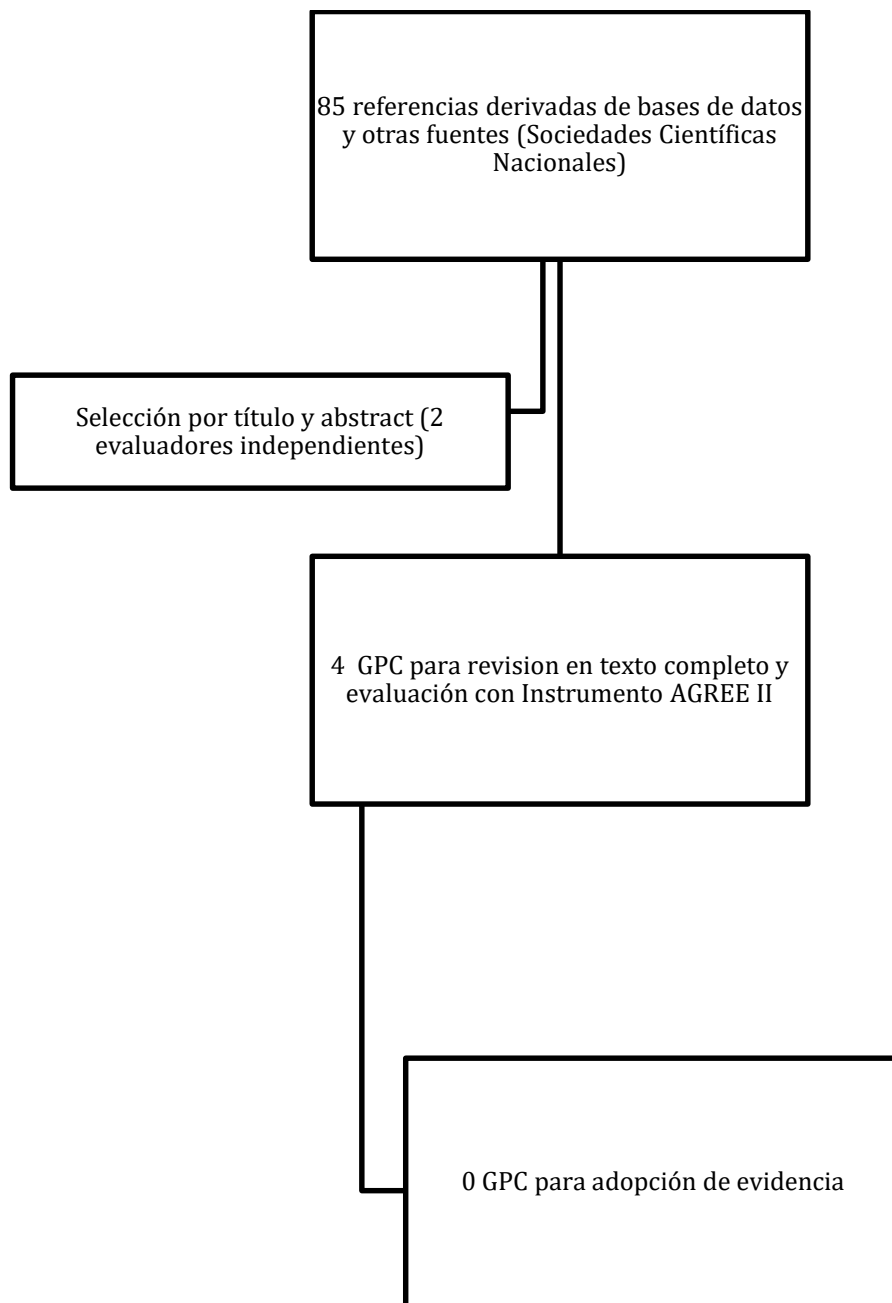 85 referencias derivadas de bases de datos
y otras fuentes (Sociedades Científicas
Nacionales)
Selección por título y abstract (2
evaluadores independientes)
4 GPC para revision en texto completo y
evaluación con Instrumento AGREE II
0 GPC para adopción de evidencia